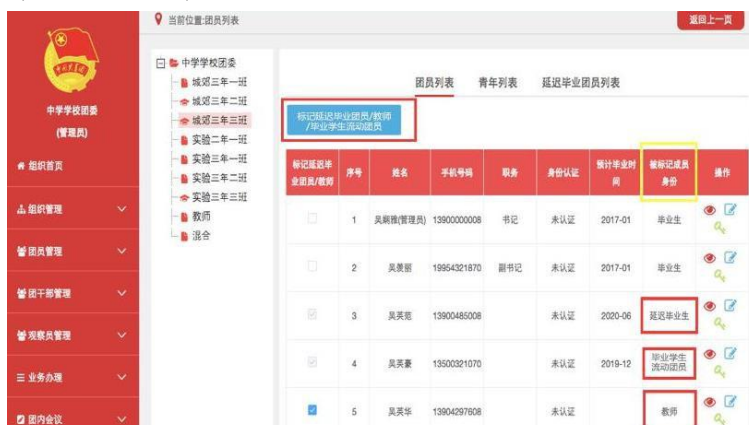 当前位置:团员列表
返回上一页
中学学校团委
(管理员)
组织首页
组织管理
团员管理
团干部管理
观察员管理
业务办理
团内会议
中学学校团委
城郊三年一班
城郊三年二班
城郊三年三班
实验二年一班
实验三年一班
实验三年二班
实验三年三班
教师
混合
团员列表 青年列表 延迟毕业团员列表
标记延迟毕业团员/教师
/毕业学生流动团员
标记延迟毕
业团员/教师
序号 姓名 手机号码 职务 身份认证
预计毕业时
间
被标记成员
身份
操作
1 (管理员) 13900000008 书记 未认证 2017-01 毕业生
2 吴羡丽 19954321870 副书记 未认证 2017-01 毕业生
3 吴英范 13900485008 未认证 2020-06 延迟毕业生
4 吴英豪 13500321070 未认证 2019-12
毕业学生
流动团员
5 吴英华 13904297608 未认证 教师